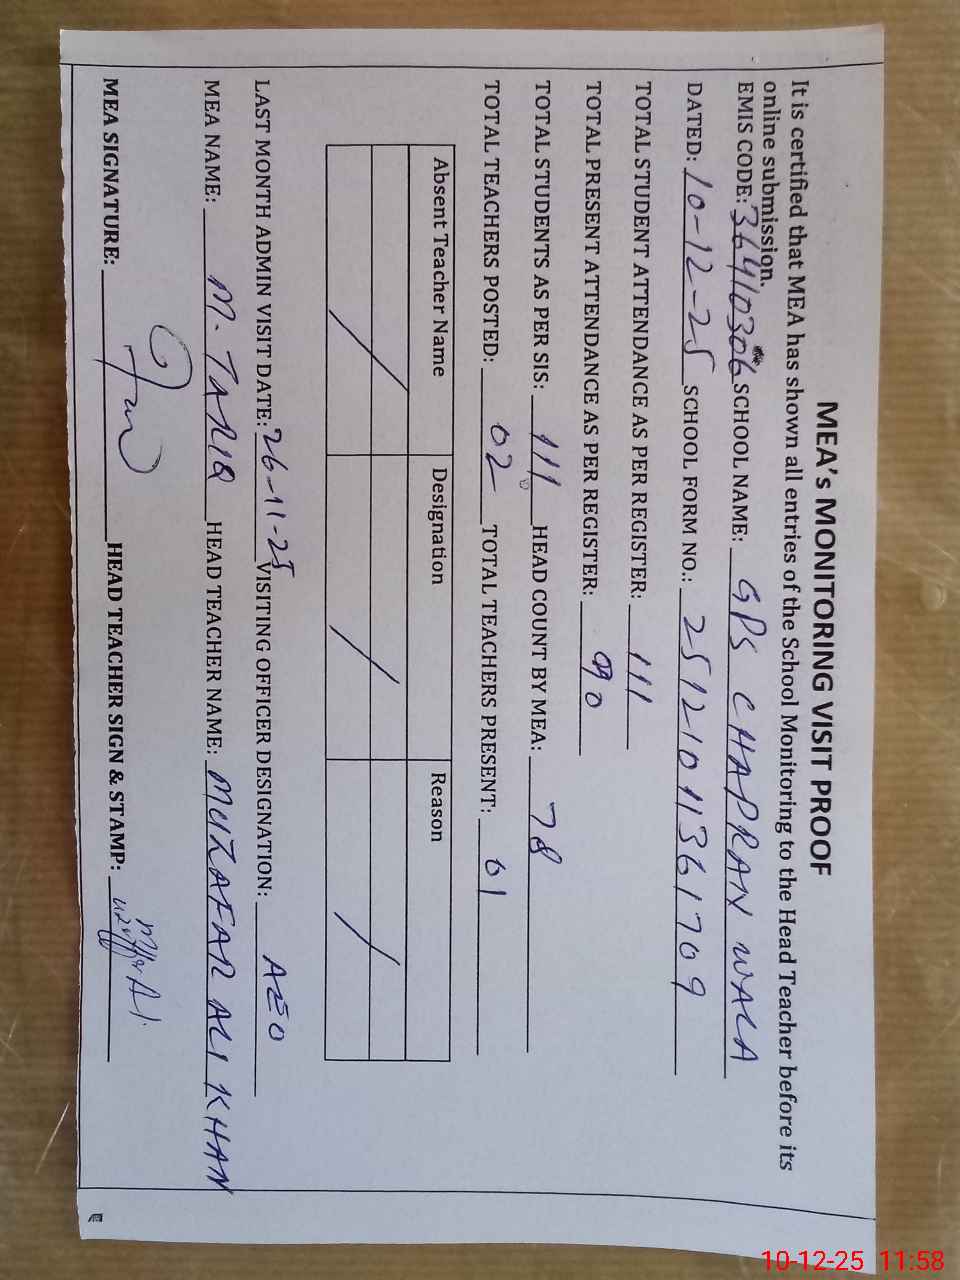 MEA's MONITORING VISIT PROOF
It is certified that MEA has shown all entries of the School Monitoring to the Head Teacher before its
online submission.
EMIS CODE: 36410306 SCHOOL NAME: GPS CHAPRAN WALA
DATED: 10-12-25 SCHOOL FORM NO.: 25121011361709
TOTAL STUDENT ATTENDANCE AS PER REGISTER: 111
TOTAL PRESENT ATTENDANCE AS PER REGISTER: 90
TOTAL STUDENTS AS PER SIS: 111 HEAD COUNT BY MEA: 78
TOTAL TEACHERS POSTED: 02 TOTAL TEACHERS PRESENT: 01
Absent Teacher Name Designation Reason
/ / /
LAST MONTH ADMIN VISIT DATE: 26-11-25 VISITING OFFICER DESIGNATION: AEO
MEA NAME: M. TARIQ HEAD TEACHER NAME: MUZAFAR ALI KHAN
MEA SIGNATURE: HEAD TEACHER SIGN & STAMP:
10-12-25 11:58